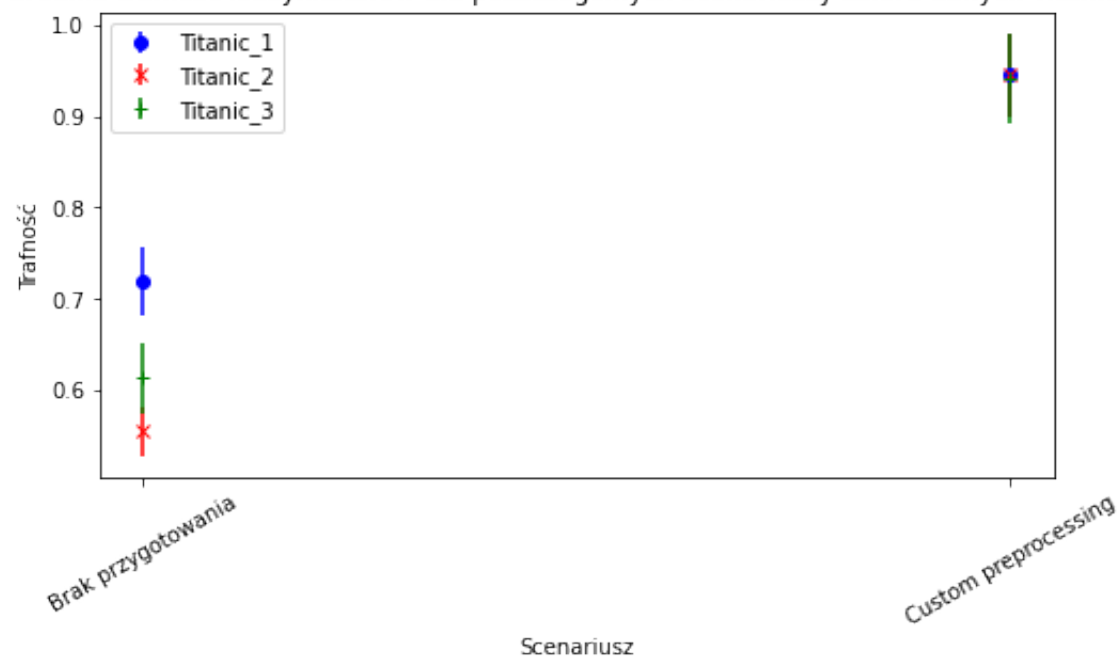 1.0
Titanic_1
Titanic_2
Titanic_3
0.9
0.8
0.7
0.6
Trafność
Brak przygotowania
Custom preprocessing
Scenariusz